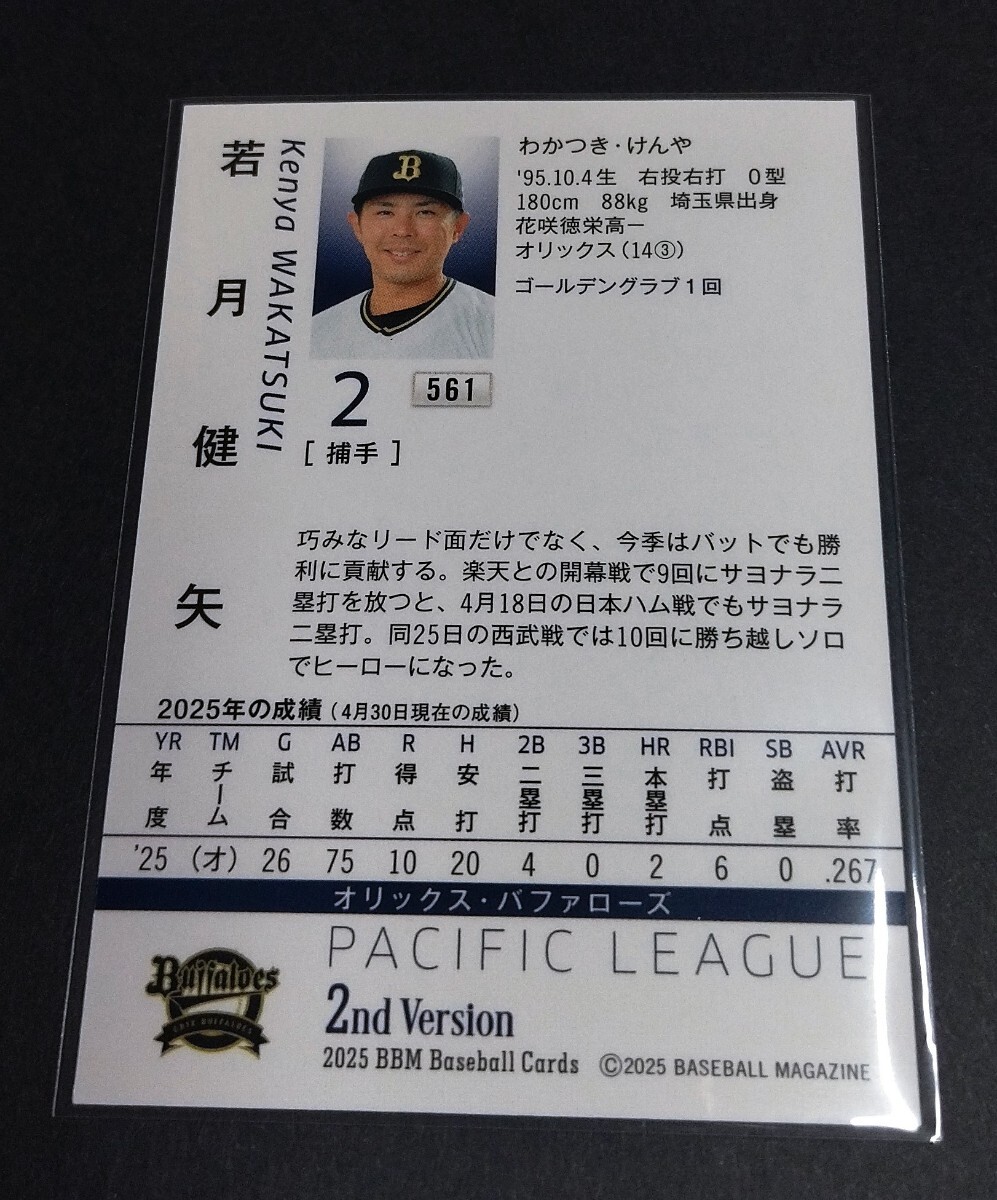 若月健矢
Kenya WAKATSUKI
B
わかつき・けんや
'95.10.4生 右投右打 O型
180cm 88kg 埼玉県出身
花咲徳栄高ー
オリックス(14③)
ゴールデングラブ1回
2
561
[ 捕手 ]
巧みなリード面だけでなく、今季はバットでも勝
利に貢献する。楽天との開幕戦で9回にサヨナラ二
塁打を放つと、4月18日の日本ハム戦でもサヨナラ
二塁打。同25日の西武戦では10回に勝ち越しソロ
でヒーローになった。
2025年の成績(4月30日現在の成績)
YR TM G AB R H 2B 3B HR RBI SB AVR
年度 チーム 試合 打数 得点 安打 二塁打 三塁打 本塁打 打点 盗塁 打率
'25 (オ) 26 75 10 20 4 0 2 6 0 .267
オリックス・バファローズ
PACIFIC LEAGUE
Buffaloes
ORIX BUFFALOES
2nd Version
2025 BBM Baseball Cards ©2025 BASEBALL MAGAZINE